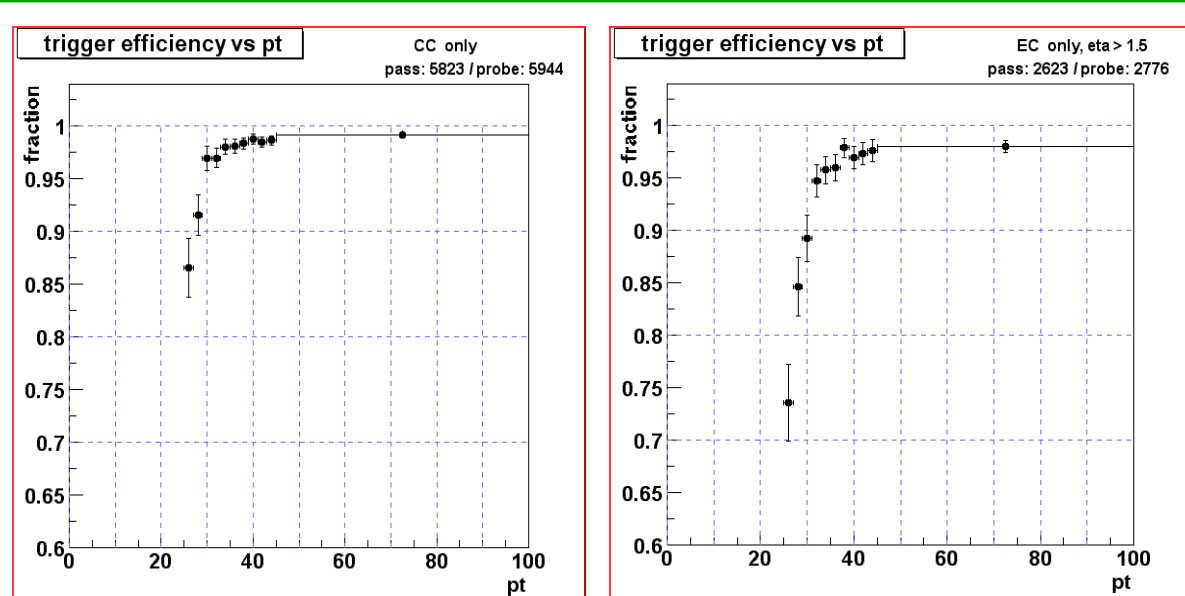 trigger efficiency vs pt
CC only
pass: 5823 / probe: 5944
fraction
1
0.95
0.9
0.85
0.8
0.75
0.7
0.65
0.6
0 20 40 60 80 100
pt
trigger efficiency vs pt
EC only, eta > 1.5
pass: 2623 / probe: 2776
fraction
1
0.95
0.9
0.85
0.8
0.75
0.7
0.65
0.6
0 20 40 60 80 100
pt